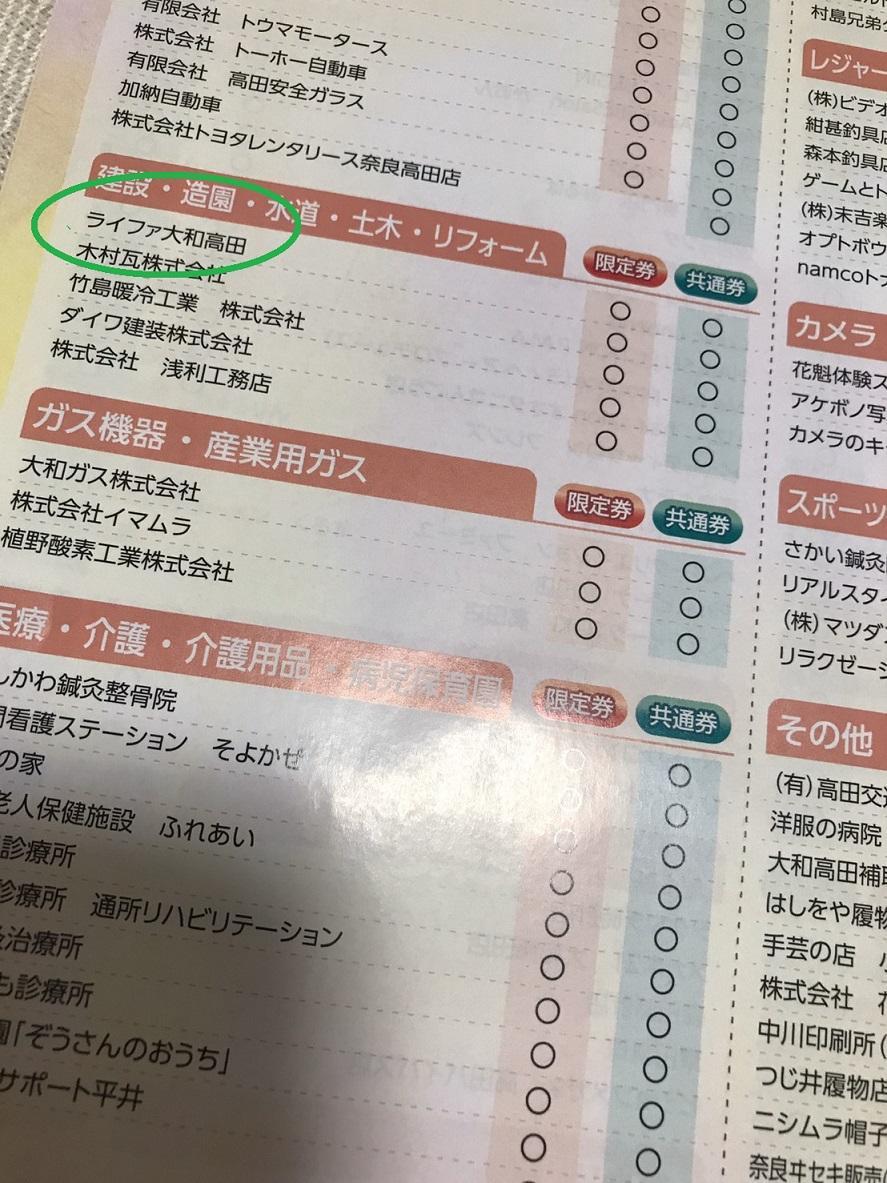 有限会社 トウマモータース
株式会社 トーホー自動車
有限会社 高田安全ガラス
加納自動車
株式会社トヨタレンタリース奈良高田店
建設・造園・水道・土木・リフォーム
限定券 共通券
ライファ大和高田
木村瓦株式会社
竹島暖冷工業 株式会社
ダイワ建装株式会社
株式会社 浅利工務店
ガス機器・産業用ガス
限定券 共通券
大和ガス株式会社
株式会社イマムラ
植野酸素工業株式会社
医療・介護・介護用品・病児保育園
限定券 共通券
しかわ鍼灸整骨院
看護ステーション そよかぜ
の家
老人保健施設 ふれあい
診療所
診療所 通所リハビリテーション
治療所
も診療所
園「ぞうさんのおうち」
サポート平井
村島兄弟
レジャー
(株)ビデオ
紺甚釣具店
森本釣具店
ゲームと
(株)末吉楽
オプトボウ
namcoト
カメラ
花魁体験ス
アケボノ写
カメラのキ
スポーツ
さかい鍼灸
リアルスタ
(株)マツダ
リラクゼー
その他
(有)高田交
洋服の病院
大和高田補
はしをや履物
手芸の店
株式会社
中川印刷所(
つじ井履物店
ニシムラ帽子
奈良ヰセキ販売(